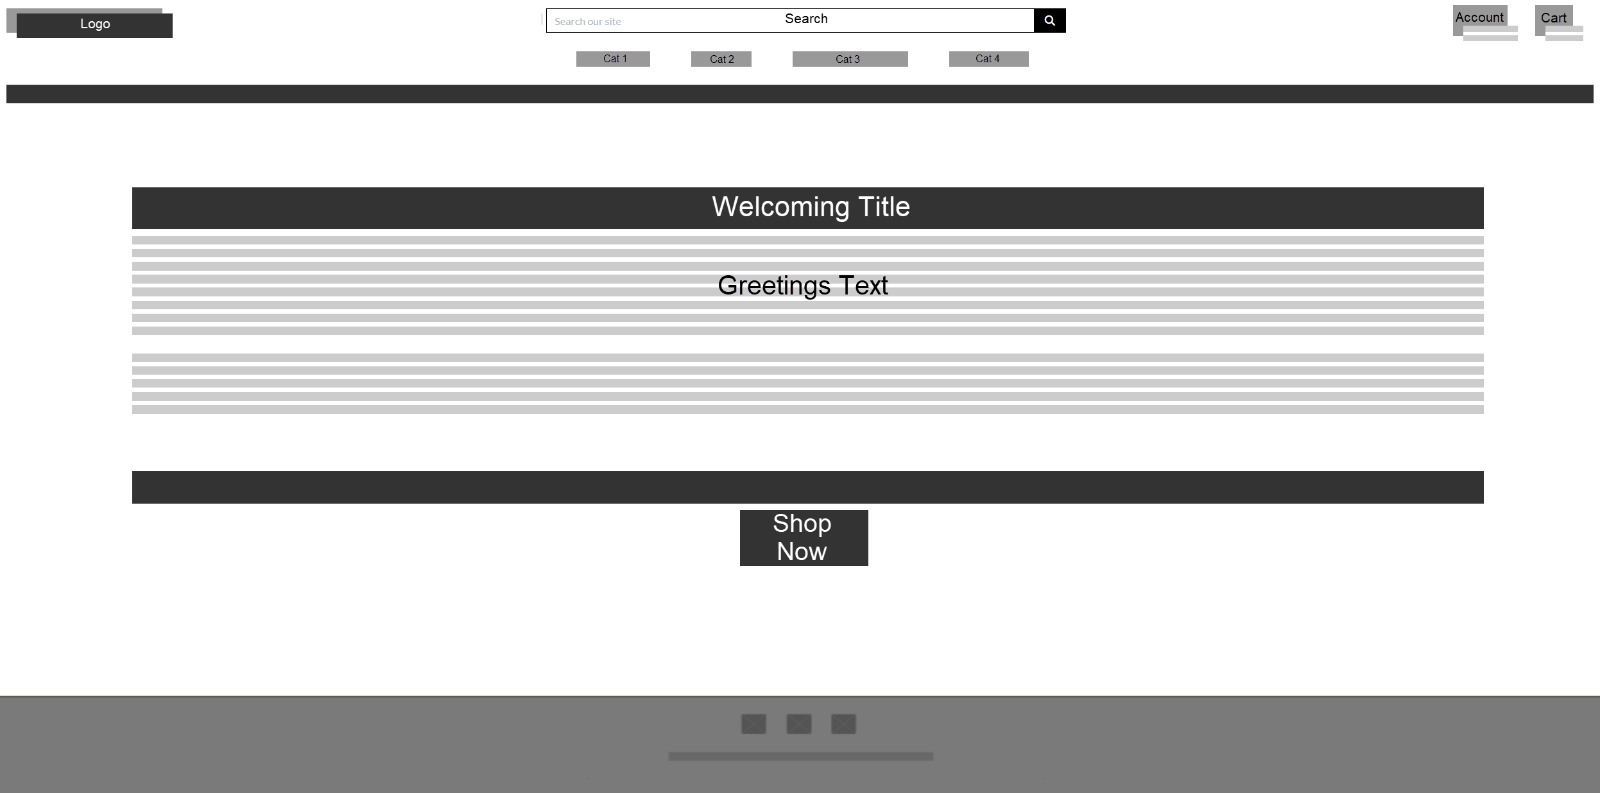 Logo
Search our site
Search
Account
Cart
Cat 1
Cat 2
Cat 3
Cat 4
Welcoming Title
Greetings Text
Shop
Now